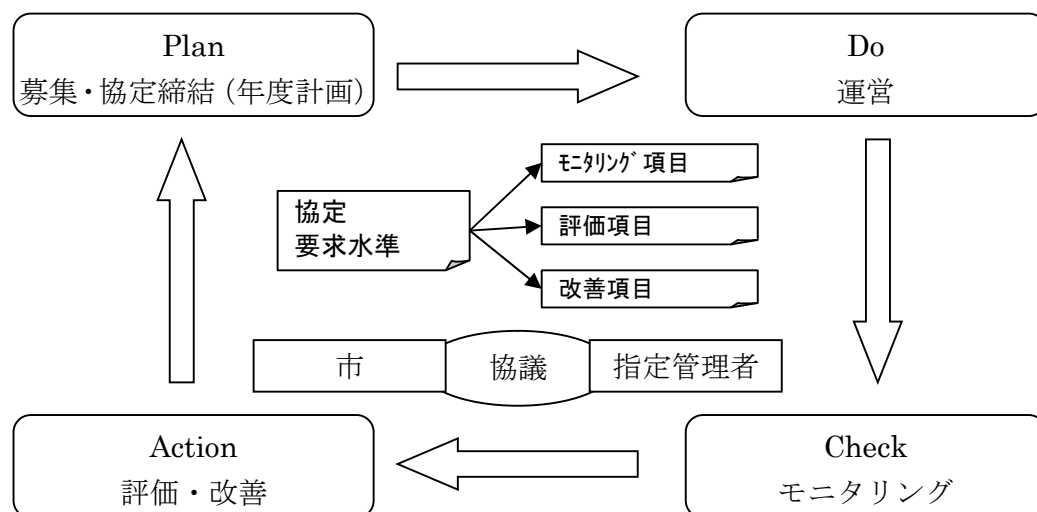 Plan
募集・協定締結（年度計画）
Do
運営
ﾓﾆﾀﾘﾝｸﾞ項目
協定
要求水準
評価項目
改善項目
市
協議
指定管理者
Action
評価・改善
Check
モニタリング